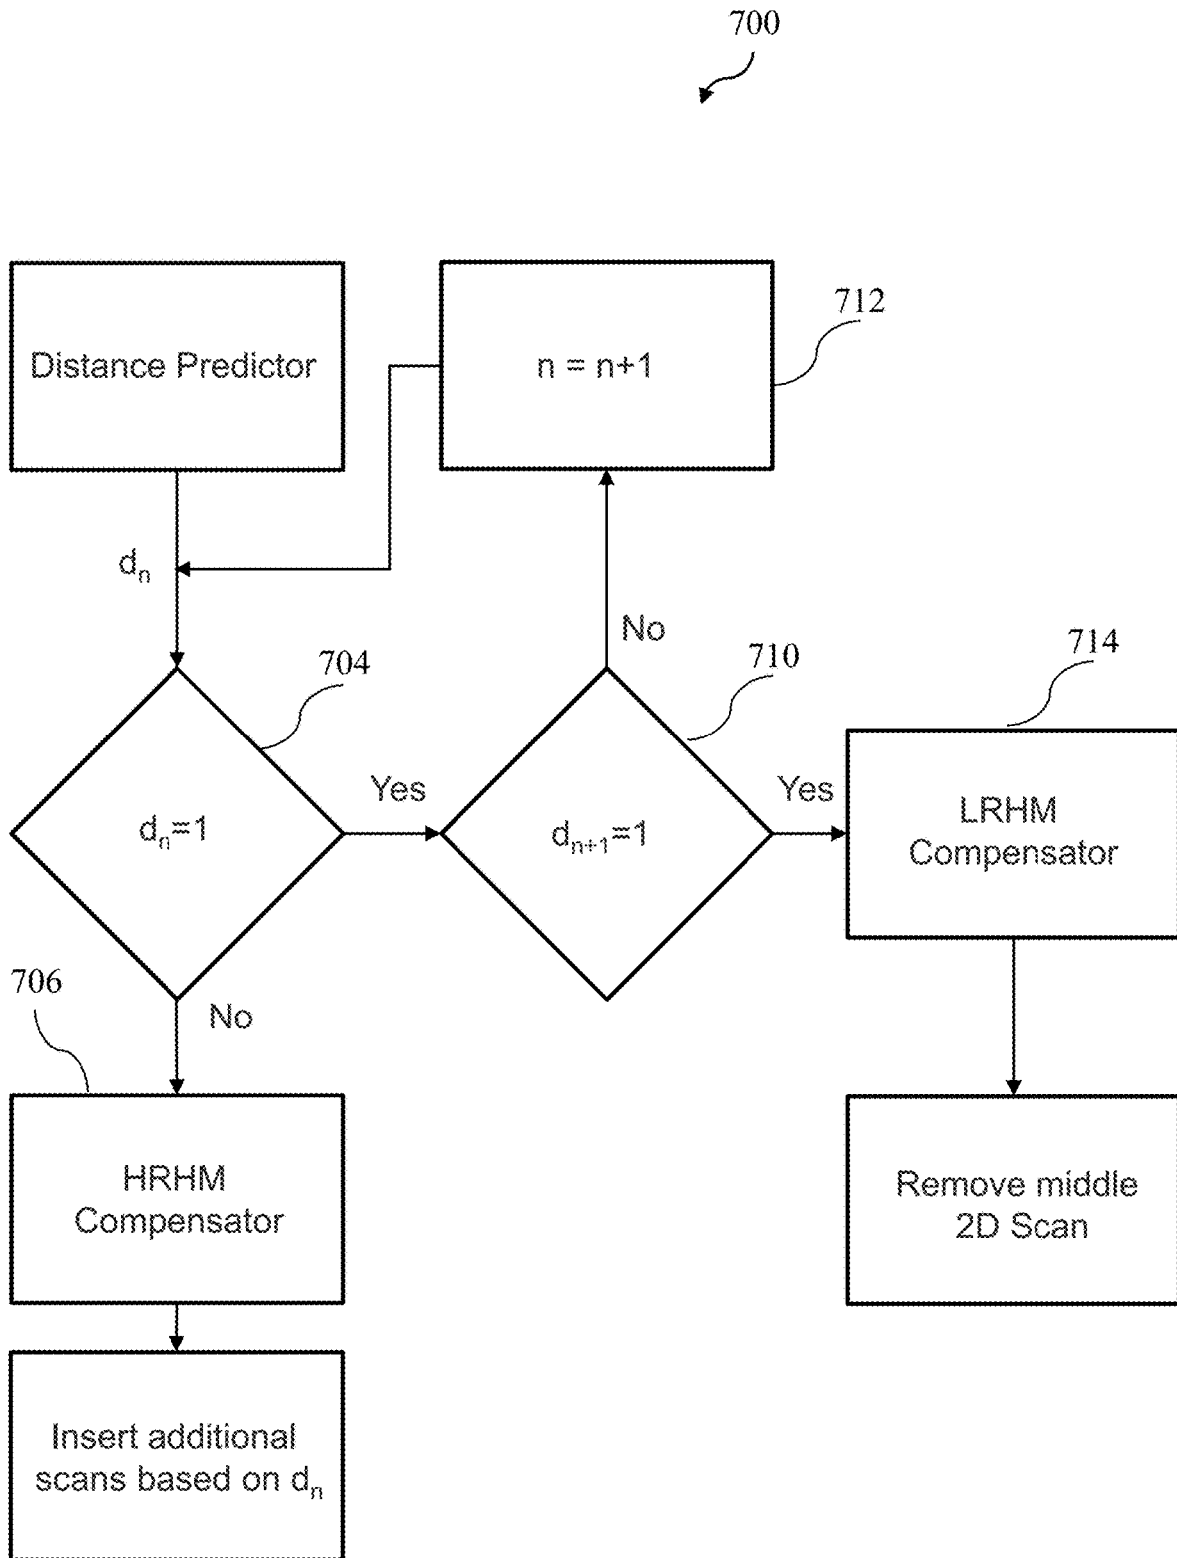 700
Distance Predictor
n = n+1
712
dₙ
No
704
710
714
dₙ=1
Yes
dₙ₊₁=1
Yes
LRHM
Compensator
706
No
HRHM
Compensator
Remove middle
2D Scan
Insert additional
scans based on dₙ